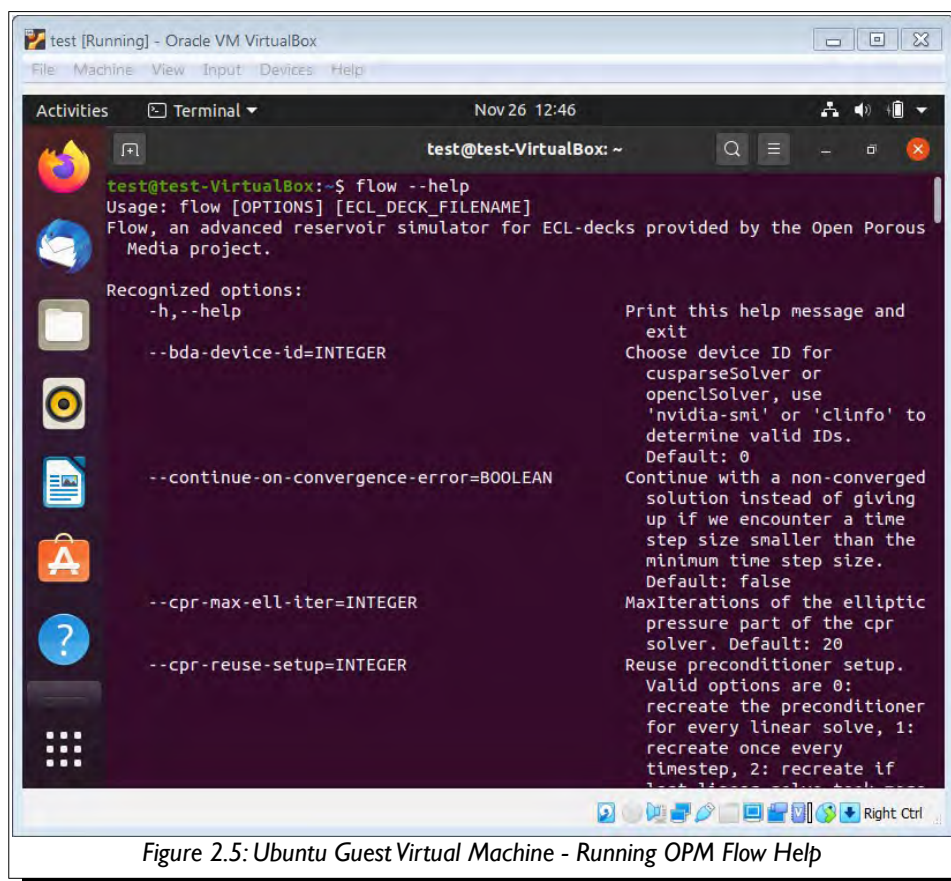 test [Running] - Oracle VM VirtualBox
File Machine View Input Devices Help
Activities Terminal Nov 26 12:46
test@test-VirtualBox: ~
test@test-VirtualBox:~$ flow --help
Usage: flow [OPTIONS] [ECL_DECK_FILENAME]
Flow, an advanced reservoir simulator for ECL-decks provided by the Open Porous
Media project.
Recognized options:
-h,--help Print this help message and
exit
--bda-device-id=INTEGER Choose device ID for
cusparseSolver or
openclSolver, use
'nvidia-smi' or 'clinfo' to
determine valid IDs.
Default: 0
--continue-on-convergence-error=BOOLEAN Continue with a non-converged
solution instead of giving
up if we encounter a time
step size smaller than the
minimum time step size.
Default: false
--cpr-max-ell-iter=INTEGER MaxIterations of the elliptic
pressure part of the cpr
solver. Default: 20
--cpr-reuse-setup=INTEGER Reuse preconditioner setup.
Valid options are 0:
recreate the preconditioner
for every linear solve, 1:
recreate once every
timestep, 2: recreate if
Right Ctrl
Figure 2.5: Ubuntu Guest Virtual Machine - Running OPM Flow Help